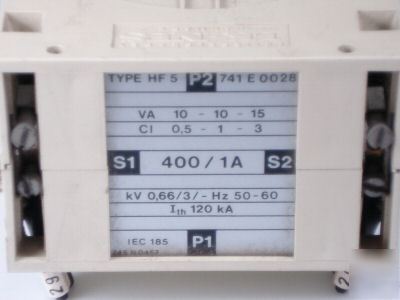 TYPE HF 5 P2 741 E 0028
VA 10 - 10 - 15
CI 0,5 - 1 - 3
S1 400 / 1A S2
kV 0,66/3/- Hz 50-60
Ith 120 kA
IEC 185 P1